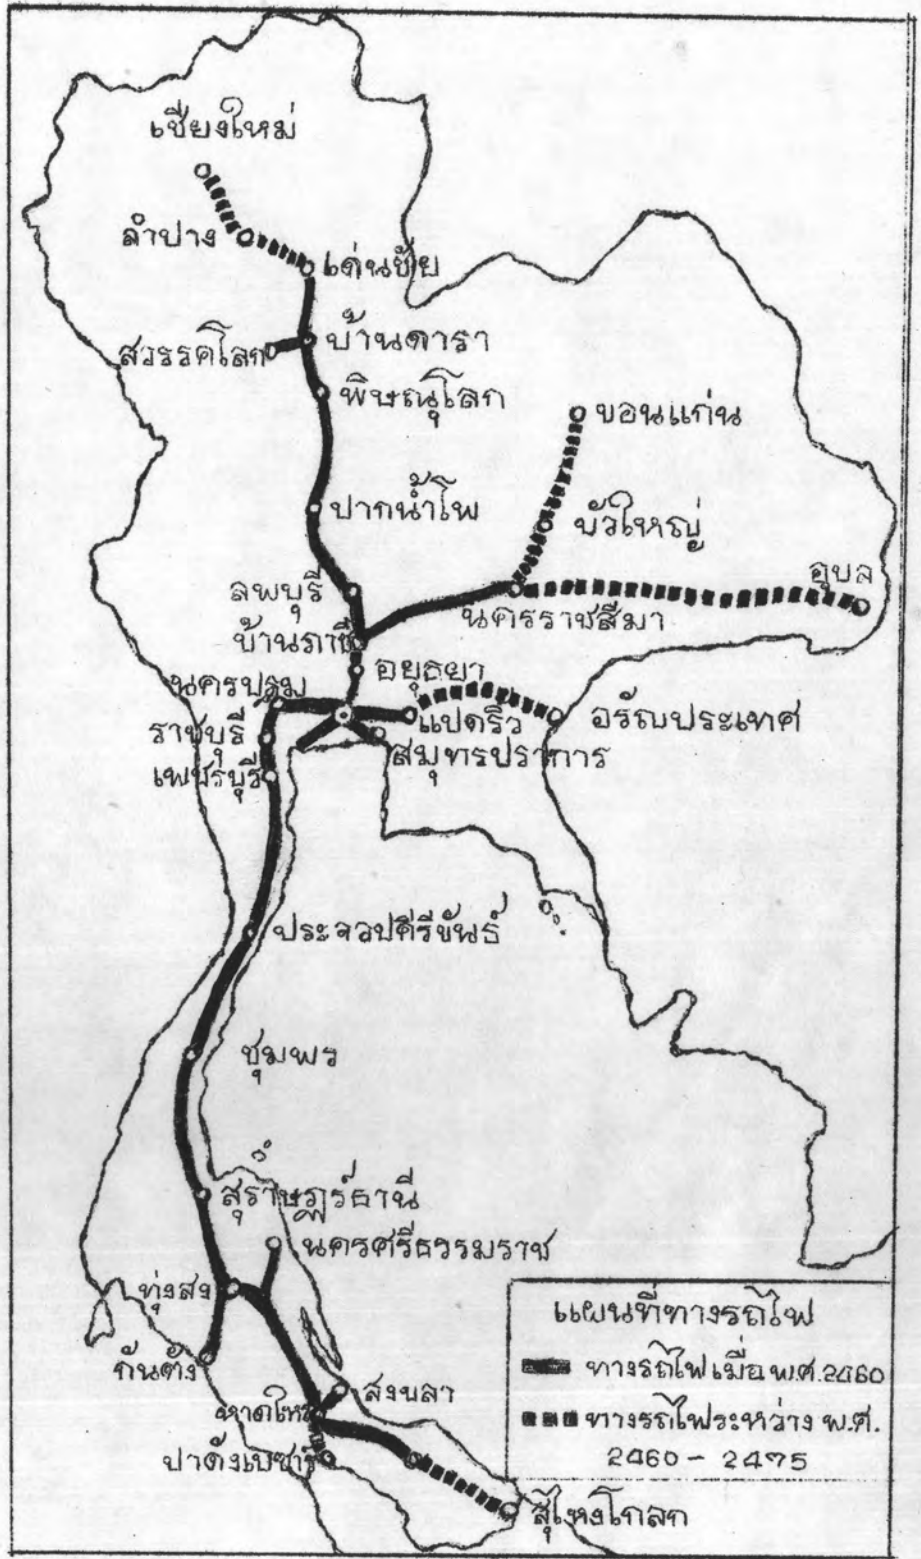 เชียงใหม่
ลำปาง
เด่นชัย
บ้านดารา
สวรรคโลก
พิษณุโลก
ขอนแก่น
ปากน้ำโพ
บัวใหญ่
ลพบุรี
อุบล
นครราชสีมา
บ้านภาชี
อยุธยา
นครปฐม
แปดริ้ว
อรัญประเทศ
ราชบุรี
สมุทรปราการ
เพชรบุรี
ประจวบคีรีขันธ์
ชุมพร
สุราษฎร์ธานี
นครศรีธรรมราช
ทุ่งสง
กันตัง
สงขลา
หาดใหญ่
ปาดังเบซาร์
สุไหงโกลก
แผนที่ทางรถไฟ
ทางรถไฟเมื่อ พ.ศ. 2460
ทางรถไฟระหว่าง พ.ศ.
2460 - 2475